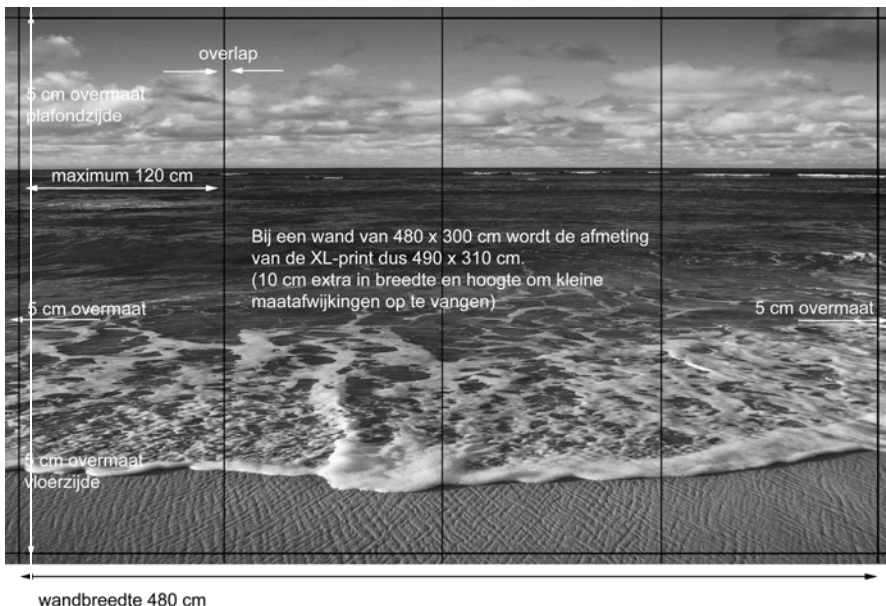 overlap
5 cm overmaat
plafondzijde
maximum 120 cm
Bij een wand van 480 x 300 cm wordt de afmeting
van de XL-print dus 490 x 310 cm.
(10 cm extra in breedte en hoogte om kleine
maatafwijkingen op te vangen)
5 cm overmaat
5 cm overmaat
5 cm overmaat
vloerzijde
wandbreedte 480 cm